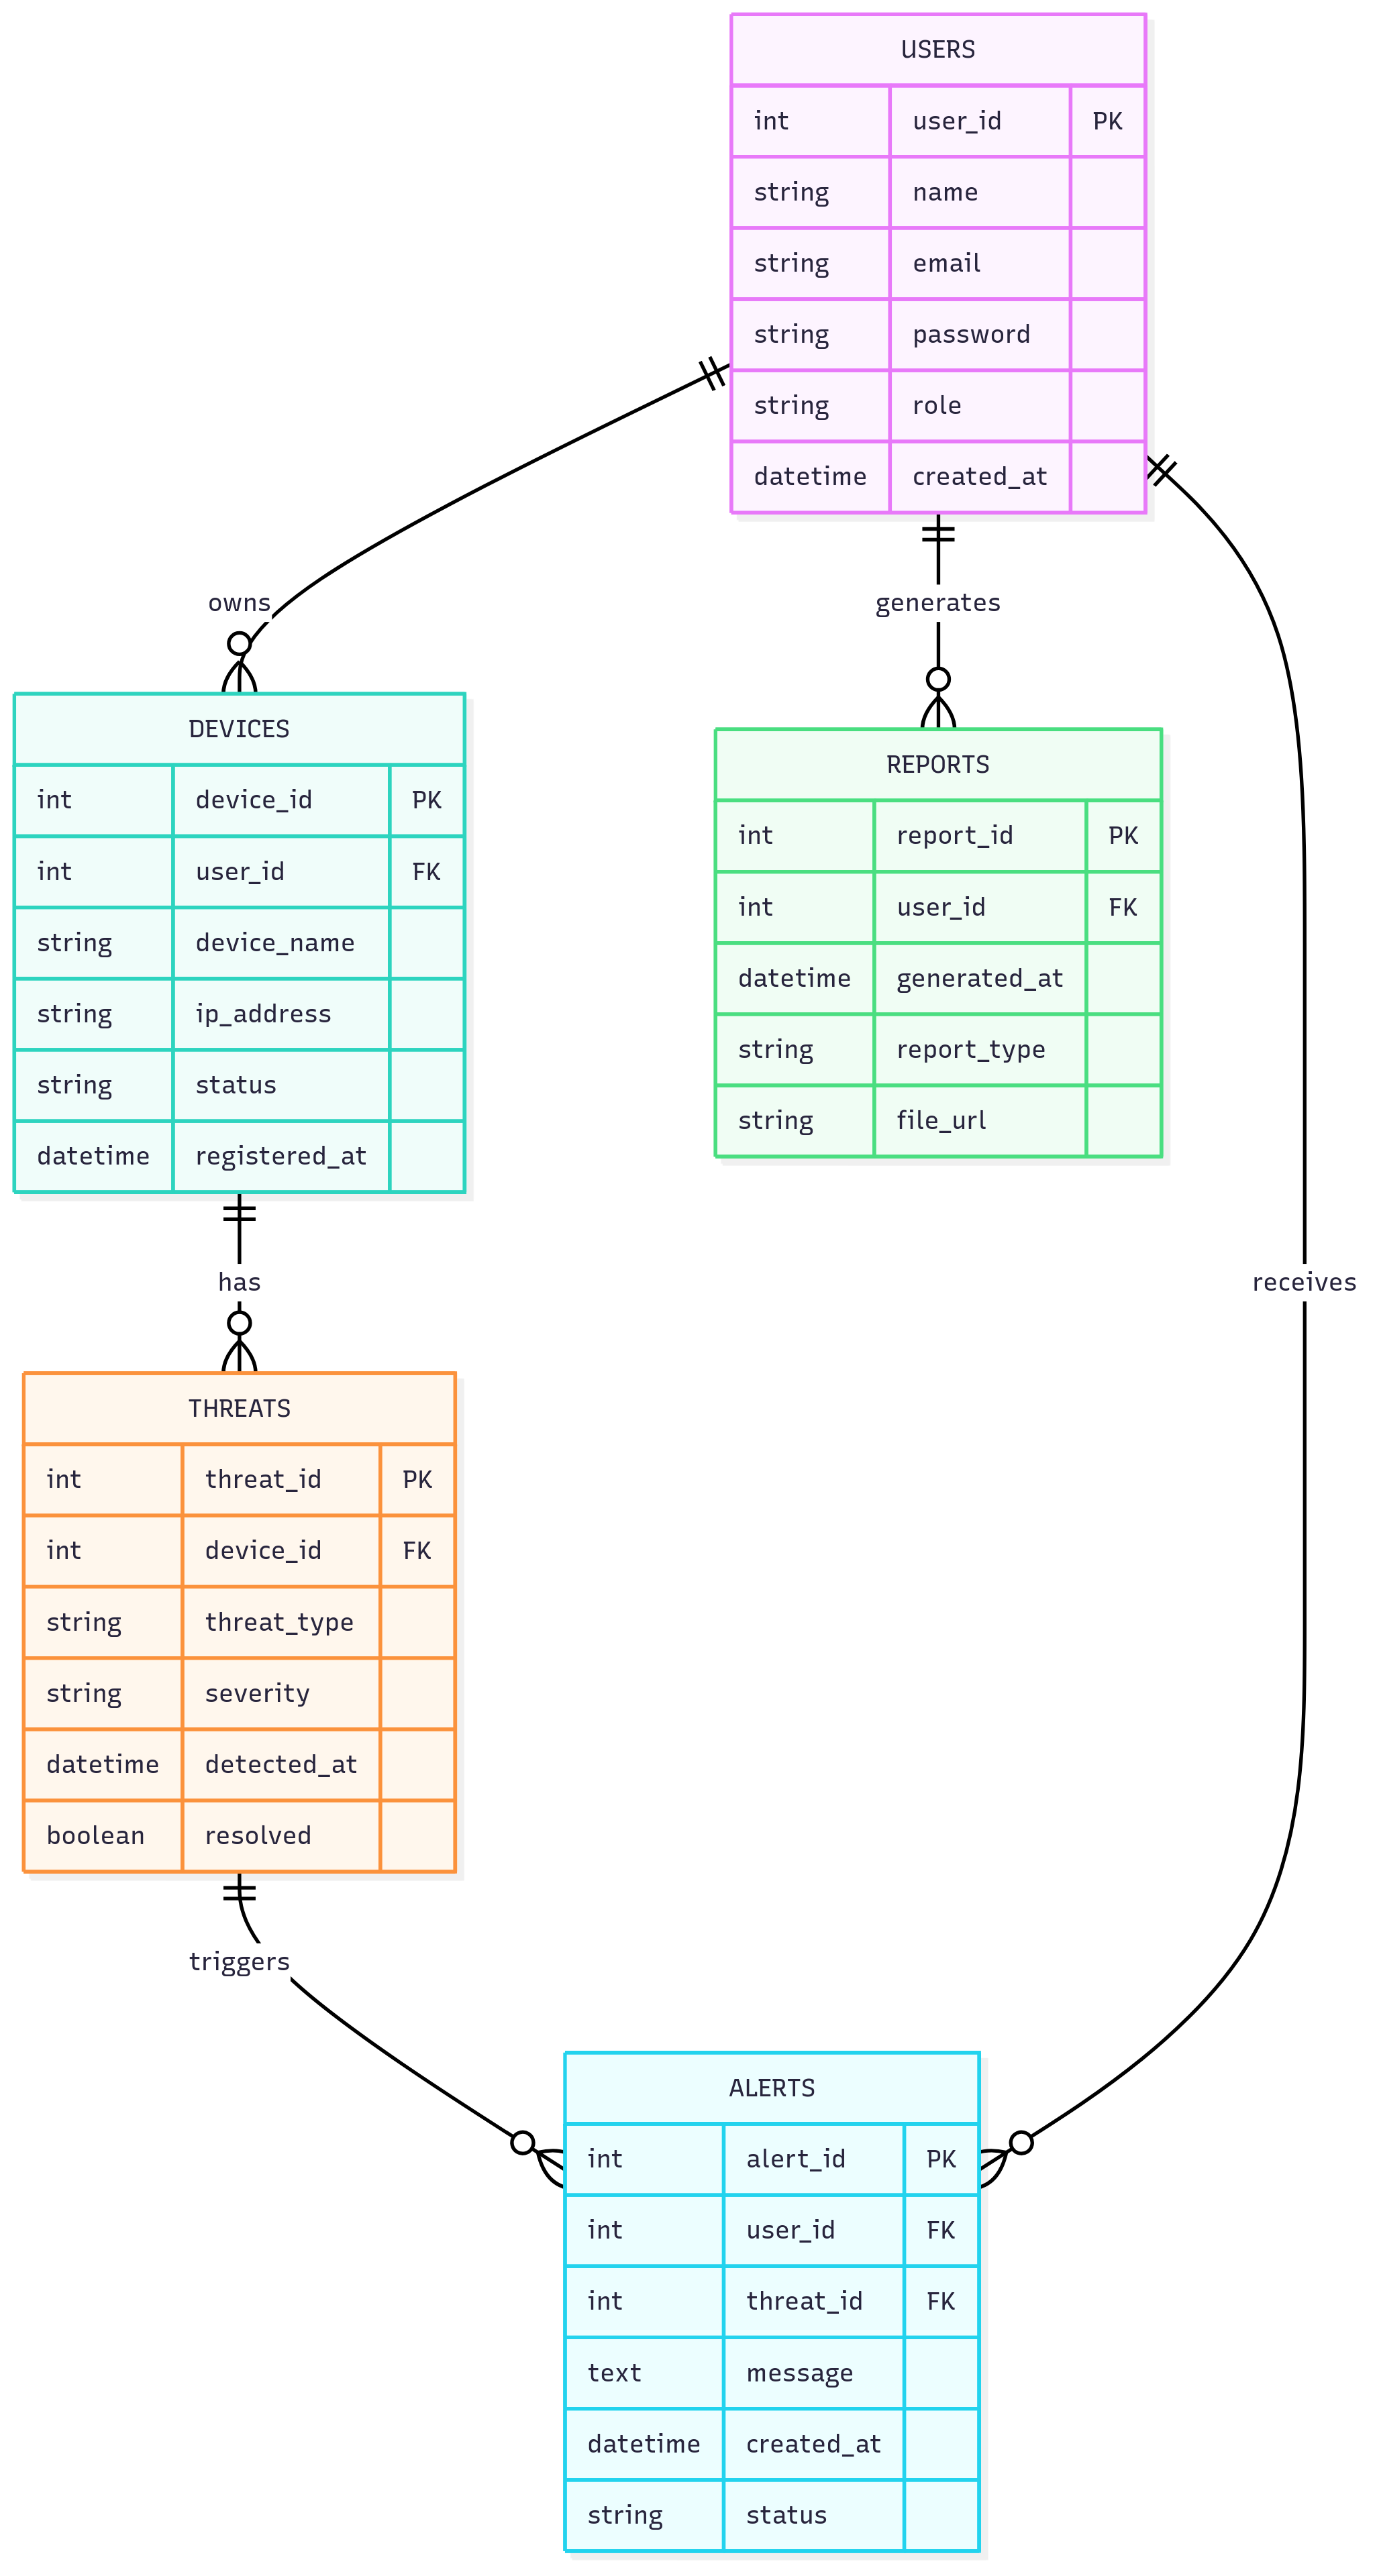 USERS
int user_id PK
string name
string email
string password
string role
datetime created_at
owns
generates
DEVICES
int device_id PK
int user_id FK
string device_name
string ip_address
string status
datetime registered_at
REPORTS
int report_id PK
int user_id FK
datetime generated_at
string report_type
string file_url
has
receives
THREATS
int threat_id PK
int device_id FK
string threat_type
string severity
datetime detected_at
boolean resolved
triggers
ALERTS
int alert_id PK
int user_id FK
int threat_id FK
text message
datetime created_at
string status